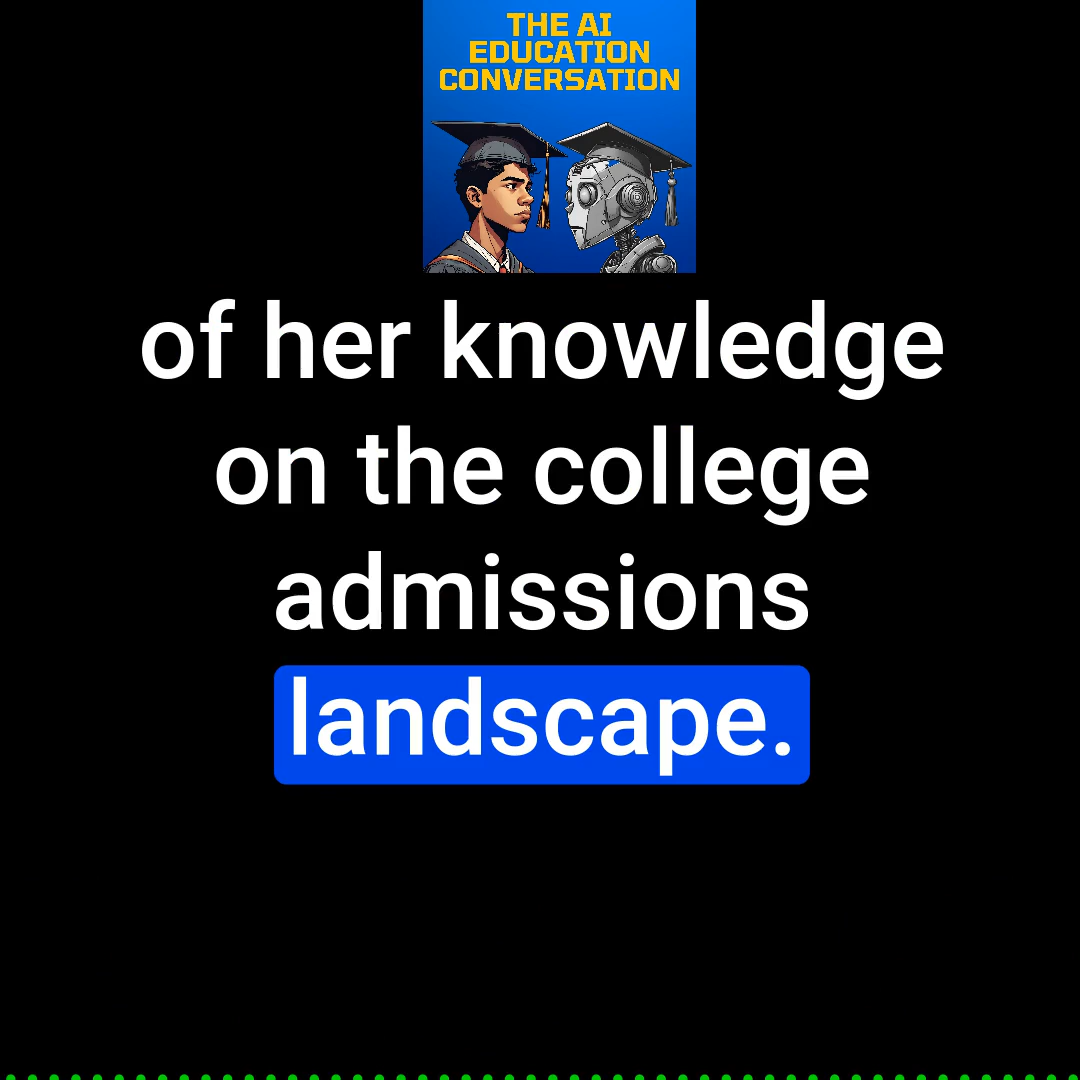 THE AI
EDUCATION
CONVERSATION
of her knowledge
on the college
admissions
landscape.